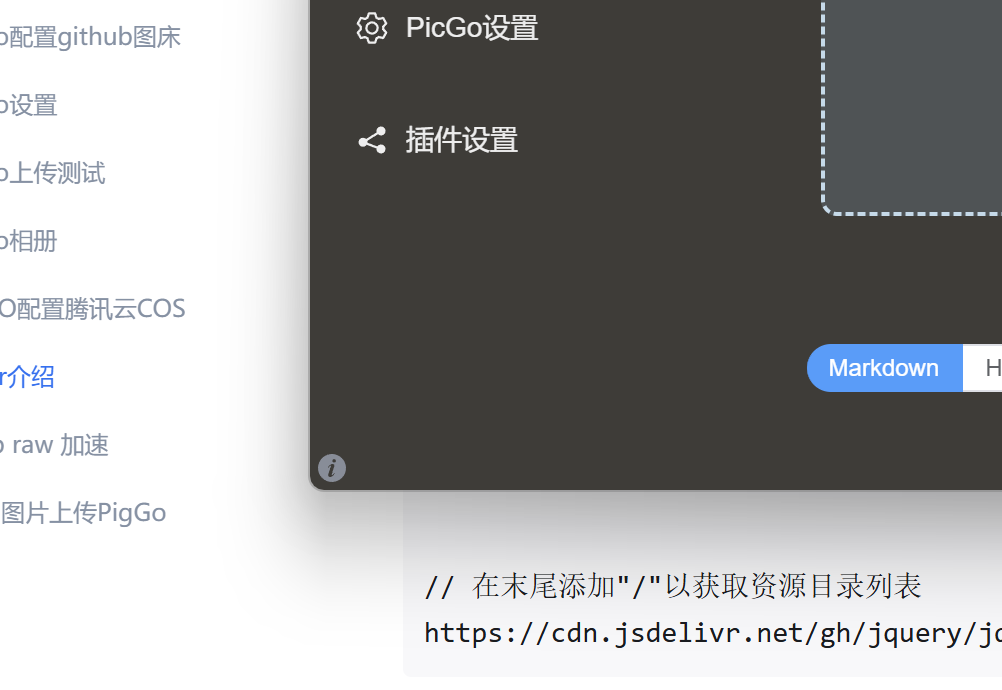 o配置github图床
o设置
o上传测试
o相册
O配置腾讯云COS
r介绍
raw 加速
图片上传PigGo
PicGo设置
插件设置
Markdown
H
// 在末尾添加"/"以获取资源目录列表
https://cdn.jsdelivr.net/gh/jquery/